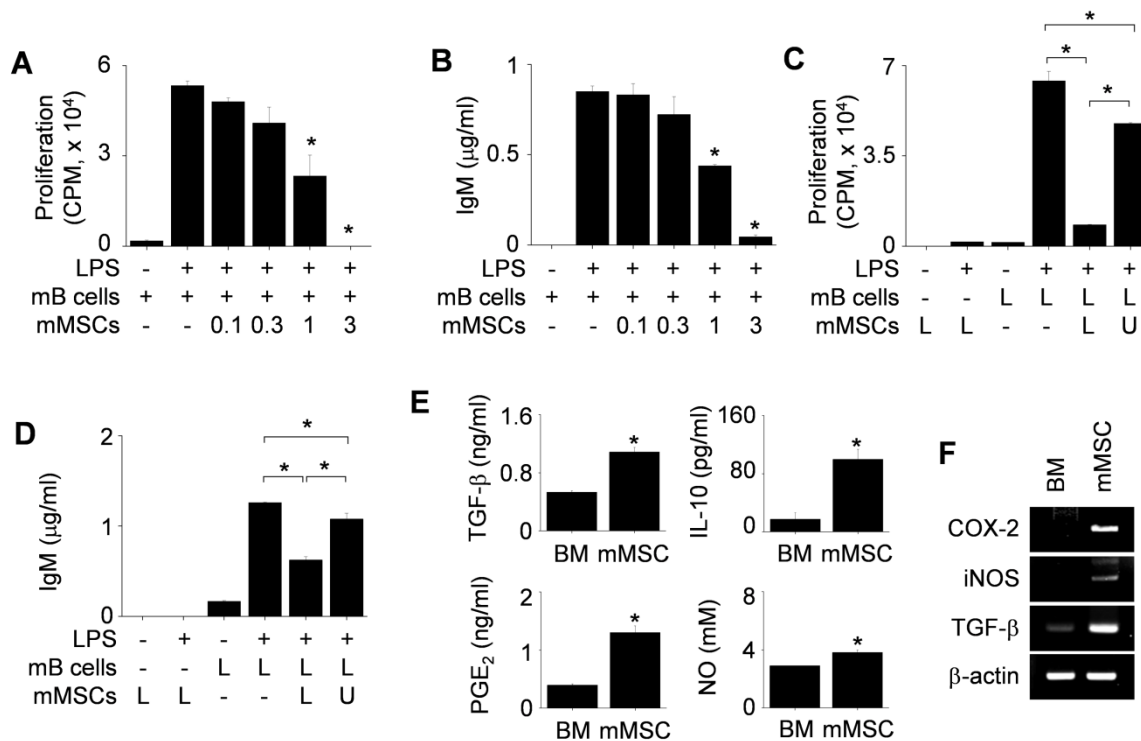 A
Proliferation
(CPM, x 10⁴)
6
3
0
*
*
LPS - + + + + +
mB cells + + + + + +
mMSCs - - 0.1 0.3 1 3
B
IgM (μg/ml)
1
0.5
0
*
*
LPS - + + + + +
mB cells + + + + + +
mMSCs - - 0.1 0.3 1 3
C
Proliferation
(CPM, x 10⁴)
7
3.5
0
*
*
*
LPS - + - + + +
mB cells - - L L L L
mMSCs L L - - L U
D
IgM (μg/ml)
2
1
0
*
*
*
LPS - + - + + +
mB cells - - L L L L
mMSCs L L - - L U
E
TGF-β (ng/ml)
1.6
0.8
0
*
BM mMSC
IL-10 (pg/ml)
160
80
0
*
BM mMSC
PGE₂ (ng/ml)
2
1
0
*
BM mMSC
NO (mM)
8
4
0
*
BM mMSC
F
BM
mMSC
COX-2
iNOS
TGF-β
β-actin